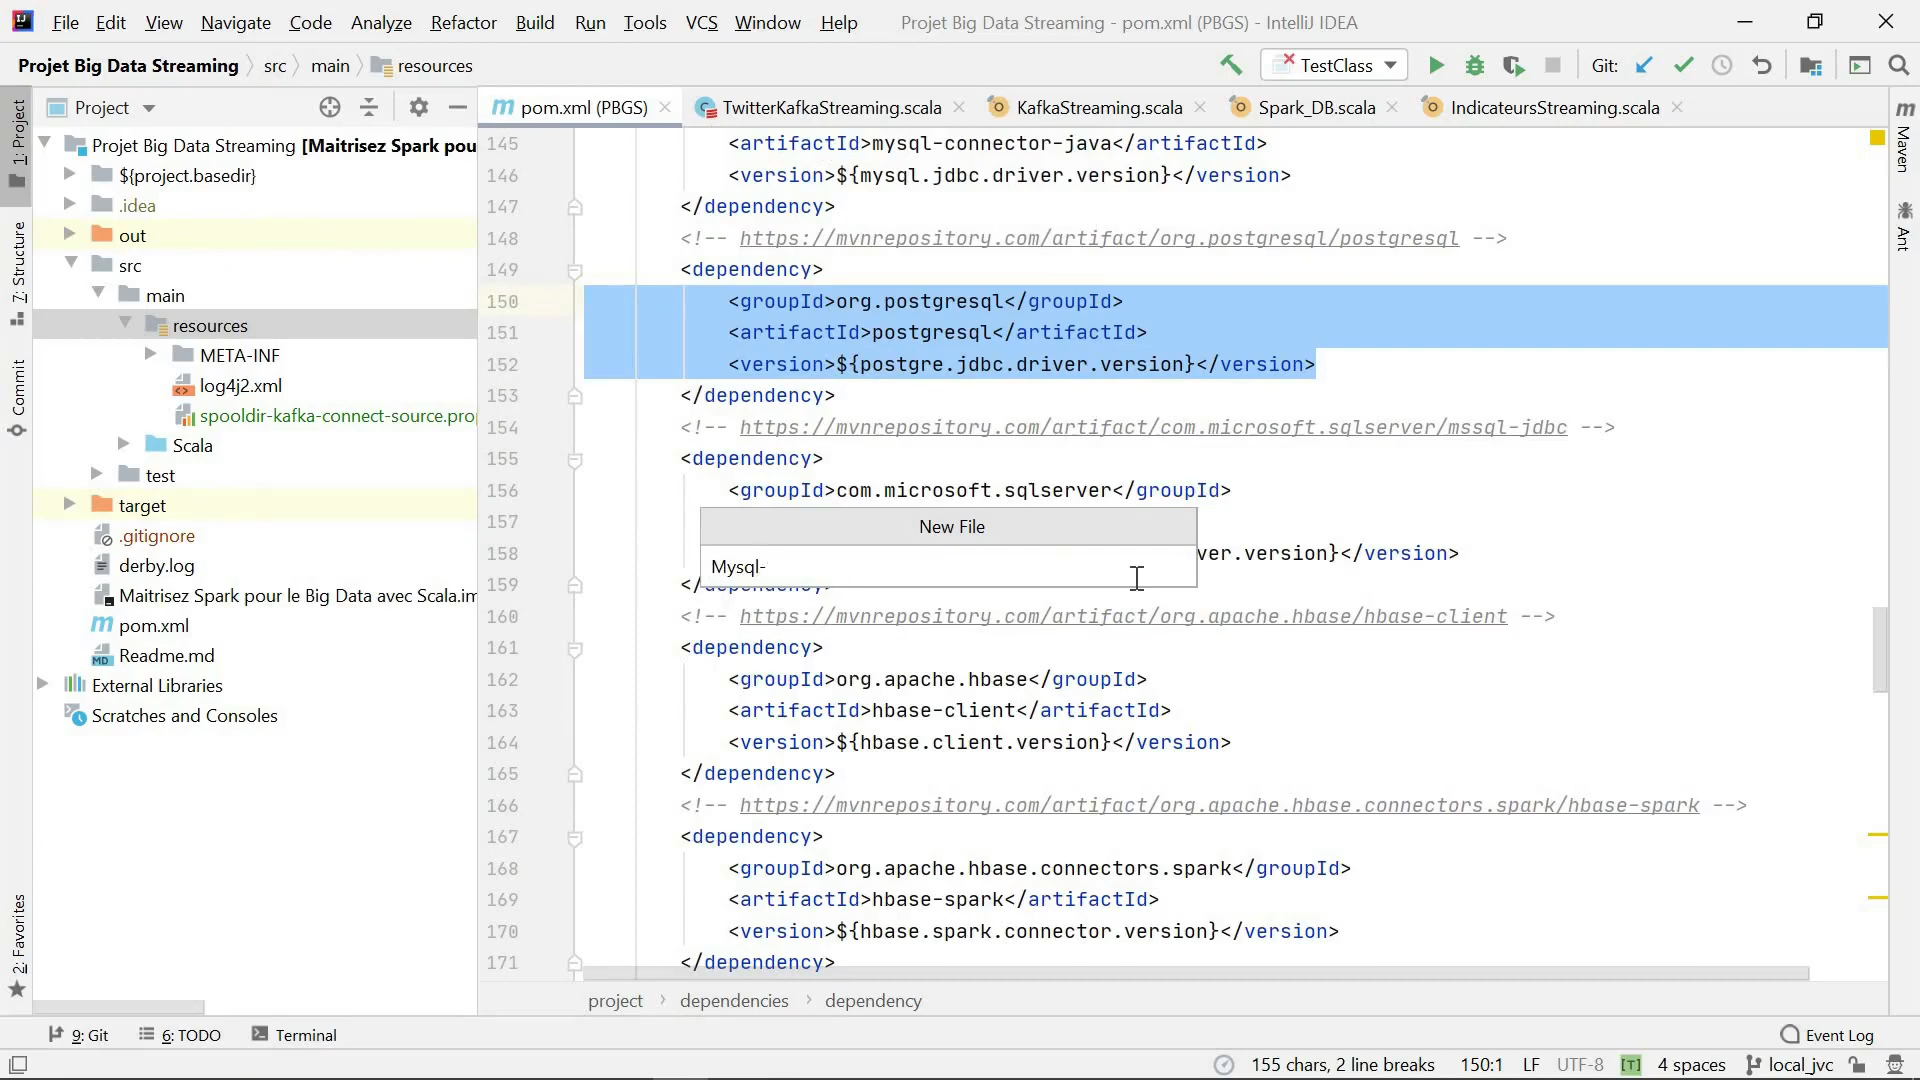 File Edit View Navigate Code Analyze Refactor Build Run Tools VCS Window Help Projet Big Data Streaming - pom.xml (PBGS) - IntelliJ IDEA
Projet Big Data Streaming src main resources TestClass Git:
Project pom.xml (PBGS) TwitterKafkaStreaming.scala KafkaStreaming.scala Spark_DB.scala IndicateursStreaming.scala
1: Project
7: Structure
Commit
2: Favorites
Projet Big Data Streaming [Maitrisez Spark pou
${project.basedir}
.idea
out
src
main
resources
META-INF
log4j2.xml
spooldir-kafka-connect-source.pro
Scala
test
target
.gitignore
derby.log
Maitrisez Spark pour le Big Data avec Scala.im
pom.xml
Readme.md
External Libraries
Scratches and Consoles
145 <artifactId>mysql-connector-java</artifactId>
146 <version>${mysql.jdbc.driver.version}</version>
147 </dependency>
148 <!-- https://mvnrepository.com/artifact/org.postgresql/postgresql -->
149 <dependency>
150 <groupId>org.postgresql</groupId>
151 <artifactId>postgresql</artifactId>
152 <version>${postgre.jdbc.driver.version}</version>
153 </dependency>
154 <!-- https://mvnrepository.com/artifact/com.microsoft.sqlserver/mssql-jdbc -->
155 <dependency>
156 <groupId>com.microsoft.sqlserver</groupId>
157
158 ver.version}</version>
159 </dependency>
New File
Mysql-
160 <!-- https://mvnrepository.com/artifact/org.apache.hbase/hbase-client -->
161 <dependency>
162 <groupId>org.apache.hbase</groupId>
163 <artifactId>hbase-client</artifactId>
164 <version>${hbase.client.version}</version>
165 </dependency>
166 <!-- https://mvnrepository.com/artifact/org.apache.hbase.connectors.spark/hbase-spark -->
167 <dependency>
168 <groupId>org.apache.hbase.connectors.spark</groupId>
169 <artifactId>hbase-spark</artifactId>
170 <version>${hbase.spark.connector.version}</version>
171 </dependency>
project dependencies dependency
Maven
Ant
9: Git 6: TODO Terminal Event Log
155 chars, 2 line breaks 150:1 LF UTF-8 [T] 4 spaces local_jvc